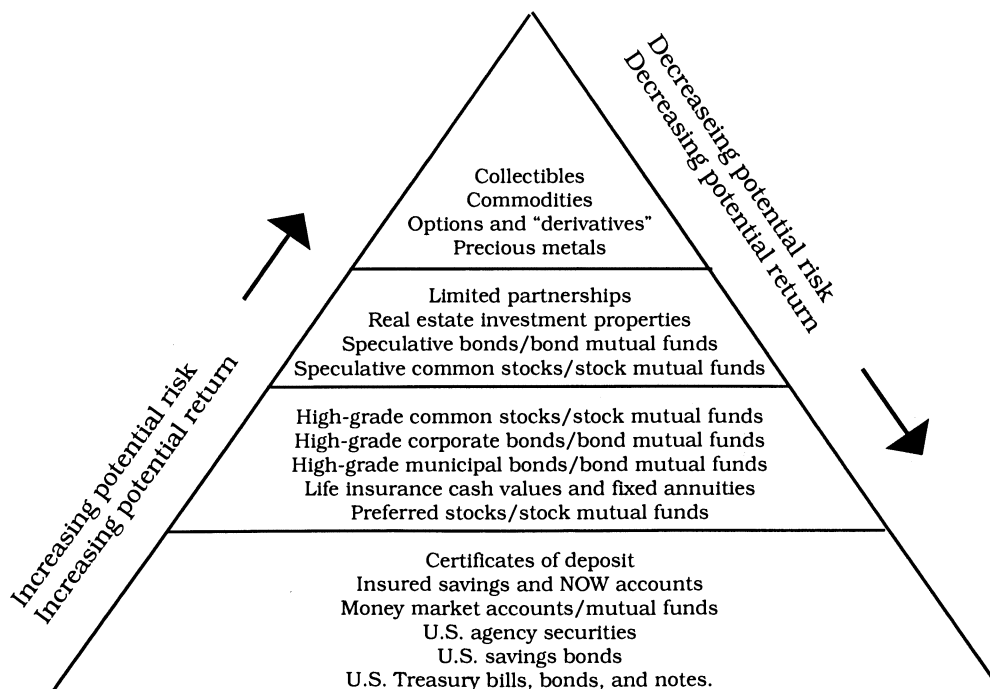 Decreaseing potential risk
Decreasing potential return
Collectibles
Commodities
Options and “derivatives”
Precious metals
Limited partnerships
Real estate investment properties
Speculative bonds/bond mutual funds
Speculative common stocks/stock mutual funds
Increasing potential risk
Increasing potential return
High-grade common stocks/stock mutual funds
High-grade corporate bonds/bond mutual funds
High-grade municipal bonds/bond mutual funds
Life insurance cash values and fixed annuities
Preferred stocks/stock mutual funds
Certificates of deposit
Insured savings and NOW accounts
Money market accounts/mutual funds
U.S. agency securities
U.S. savings bonds
U.S. Treasury bills, bonds, and notes.